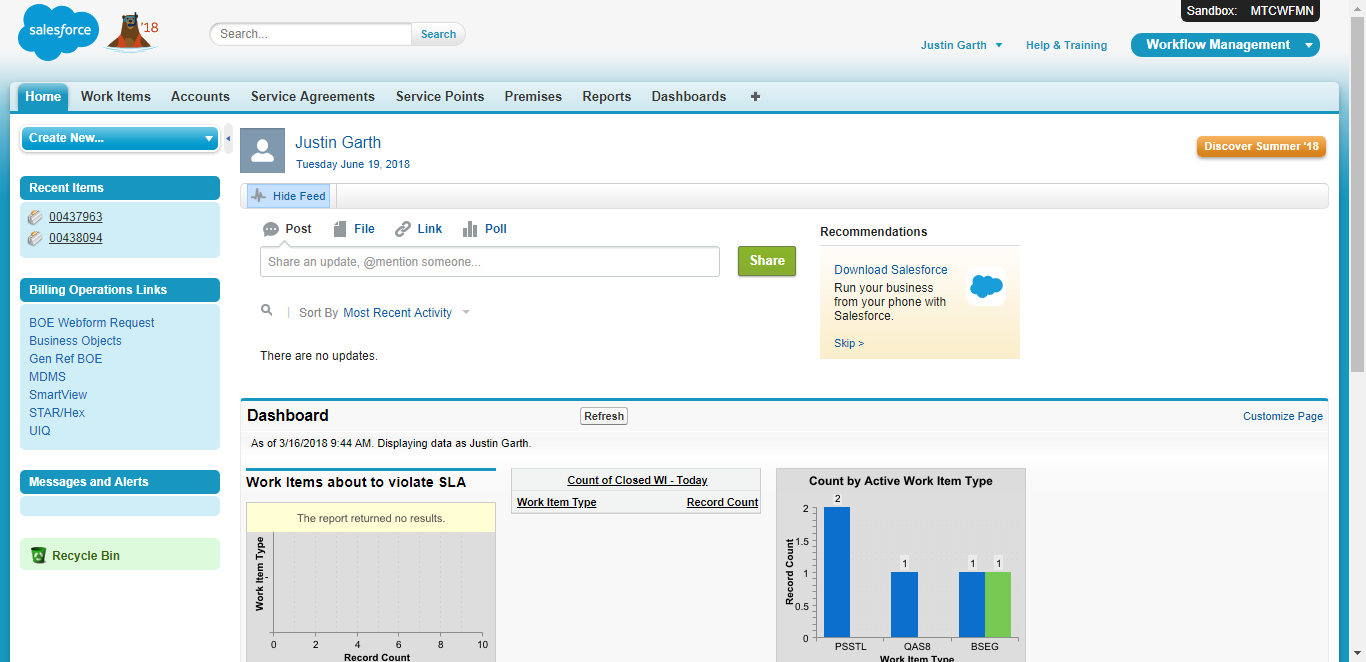 Sandbox: MTCWFMN
salesforce
'18
Search...
Search
Justin Garth
Help & Training
Workflow Management
Home
Work Items
Accounts
Service Agreements
Service Points
Premises
Reports
Dashboards
+
Create New...
Recent Items
00437963
00438094
Billing Operations Links
BOE Webform Request
Business Objects
Gen Ref BOE
MDMS
SmartView
STAR/Hex
UIQ
Messages and Alerts
Recycle Bin
Justin Garth
Tuesday June 19, 2018
Discover Summer '18
Hide Feed
Post
File
Link
Poll
Share an update, @mention someone...
Share
Sort By Most Recent Activity
There are no updates.
Recommendations
Download Salesforce
Run your business
from your phone with
Salesforce.
Skip >
Dashboard
Refresh
Customize Page
As of 3/16/2018 9:44 AM. Displaying data as Justin Garth.
Work Items about to violate SLA
The report returned no results.
Work Item Type
-
0 2 4 6 8 10
Record Count
Count of Closed WI - Today
Work Item Type Record Count
Count by Active Work Item Type
Record Count
2
1.5
1
0.5
0
2
1
1
1
PSSTL QAS8 BSEG
Work Item Type